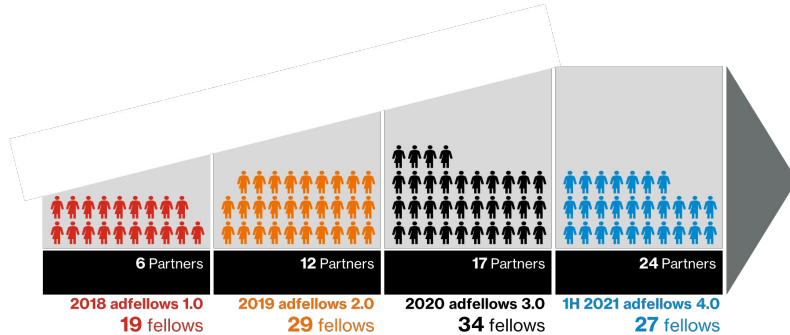 6 Partners
12 Partners
17 Partners
24 Partners
2018 adfellows 1.0
19 fellows
2019 adfellows 2.0
29 fellows
2020 adfellows 3.0
34 fellows
1H 2021 adfellows 4.0
27 fellows